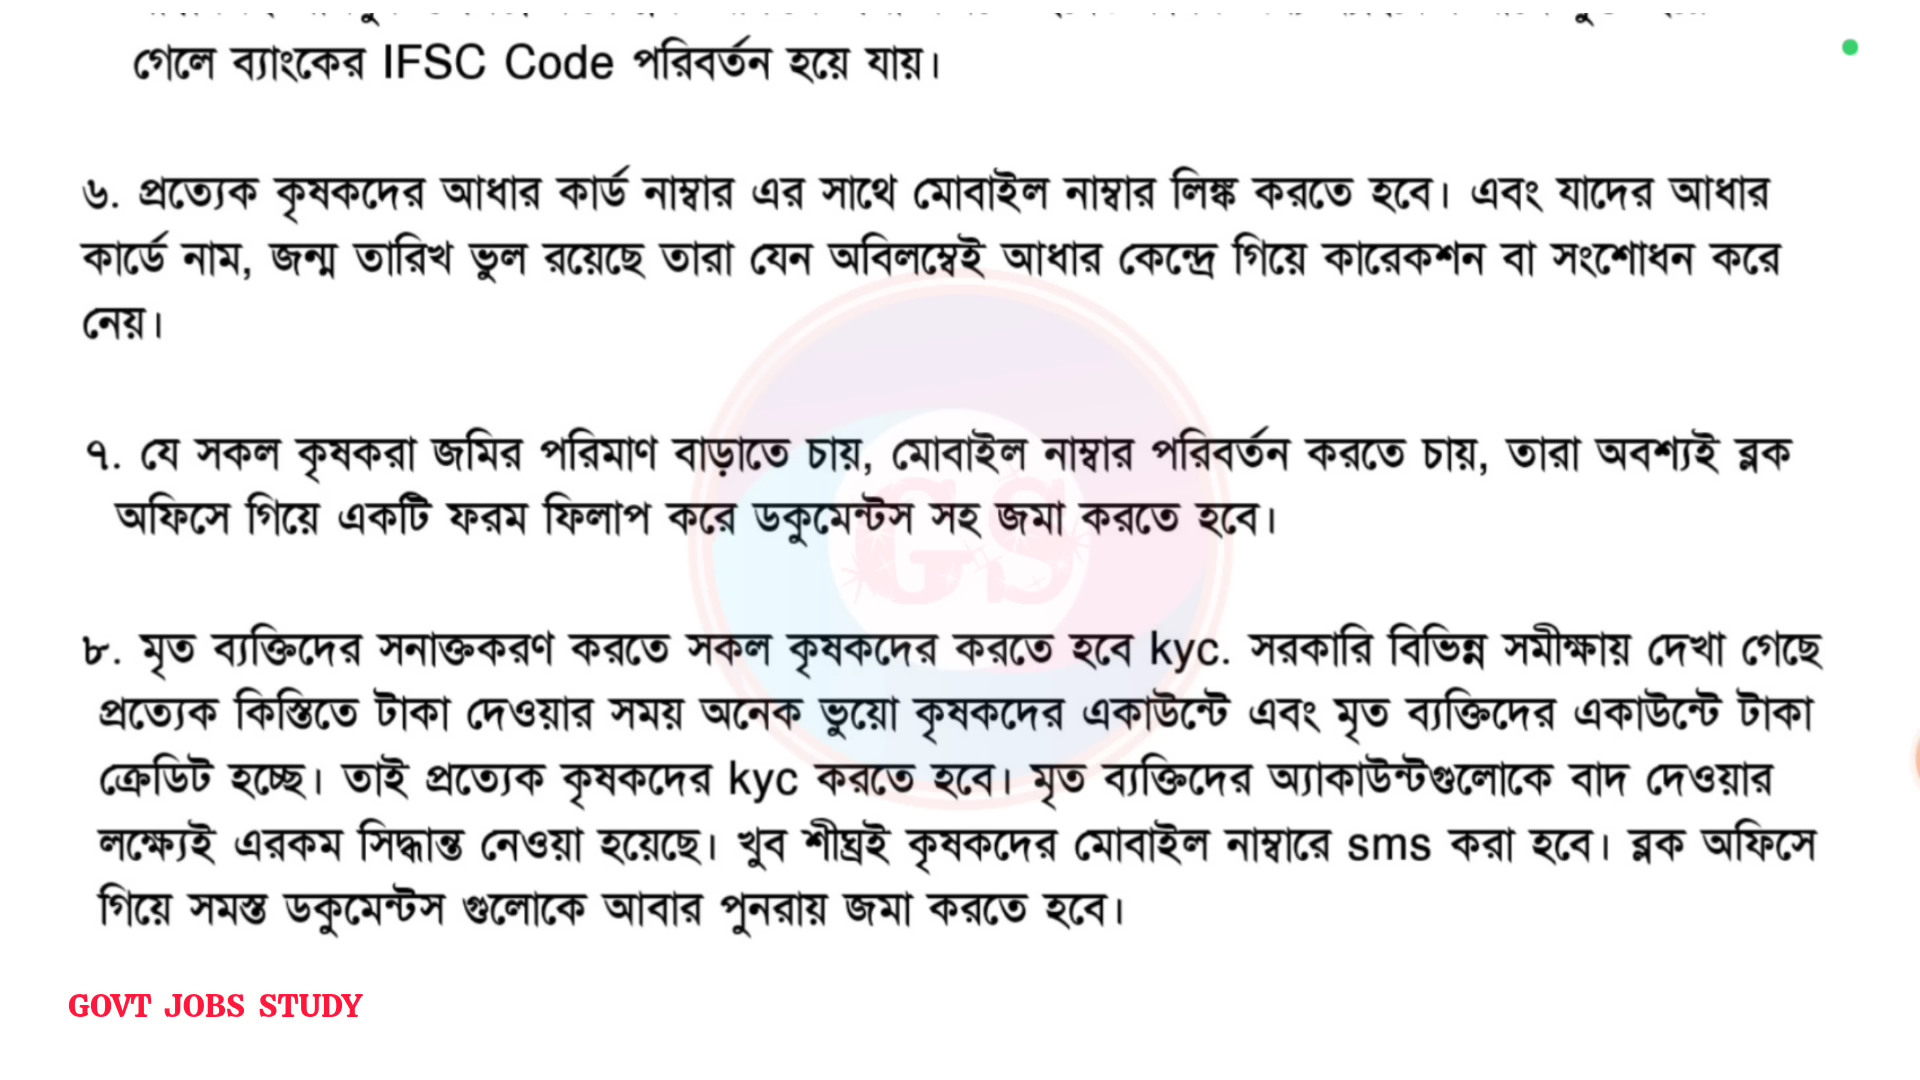 গেলে ব্যাংকের IFSC Code পরিবর্তন হয়ে যায়।
৬. প্রত্যেক কৃষকদের আধার কার্ড নাম্বার এর সাথে মোবাইল নাম্বার লিঙ্ক করতে হবে। এবং যাদের আধার
কার্ডে নাম, জন্ম তারিখ ভুল রয়েছে তারা যেন অবিলম্বেই আধার কেন্দ্রে গিয়ে কারেকশন বা সংশোধন করে
নেয়।
৭. যে সকল কৃষকরা জমির পরিমাণ বাড়াতে চায়, মোবাইল নাম্বার পরিবর্তন করতে চায়, তারা অবশ্যই ব্লক
অফিসে গিয়ে একটি ফরম ফিলাপ করে ডকুমেন্টস সহ জমা করতে হবে।
GS
৮. মৃত ব্যক্তিদের সনাক্তকরণ করতে সকল কৃষকদের করতে হবে kyc. সরকারি বিভিন্ন সমীক্ষায় দেখা গেছে
প্রত্যেক কিস্তিতে টাকা দেওয়ার সময় অনেক ভুয়ো কৃষকদের একাউন্টে এবং মৃত ব্যক্তিদের একাউন্টে টাকা
ক্রেডিট হচ্ছে। তাই প্রত্যেক কৃষকদের kyc করতে হবে। মৃত ব্যক্তিদের অ্যাকাউন্টগুলোকে বাদ দেওয়ার
লক্ষ্যেই এরকম সিদ্ধান্ত নেওয়া হয়েছে। খুব শীঘ্রই কৃষকদের মোবাইল নাম্বারে sms করা হবে। ব্লক অফিসে
গিয়ে সমস্ত ডকুমেন্টস গুলোকে আবার পুনরায় জমা করতে হবে।
GOVT JOBS STUDY